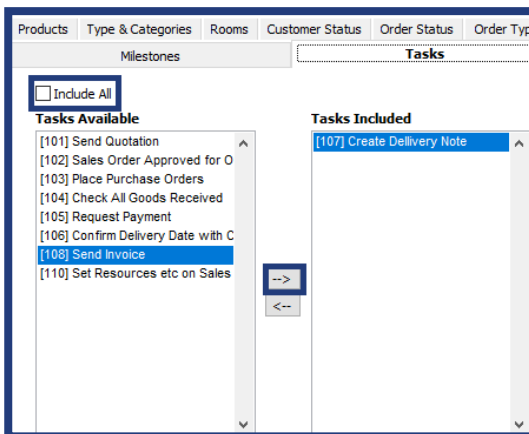 Products Type & Categories Rooms Customer Status Order Status Order Typ
Milestones Tasks
Include All
Tasks Available Tasks Included
[101] Send Quotation [107] Create Dellivery Note
[102] Sales Order Approved for O
[103] Place Purchase Orders
[104] Check All Goods Received
[105] Request Payment
[106] Confirm Delivery Date with C
[108] Send Invoice
[110] Set Resources etc on Sales
-->
<--